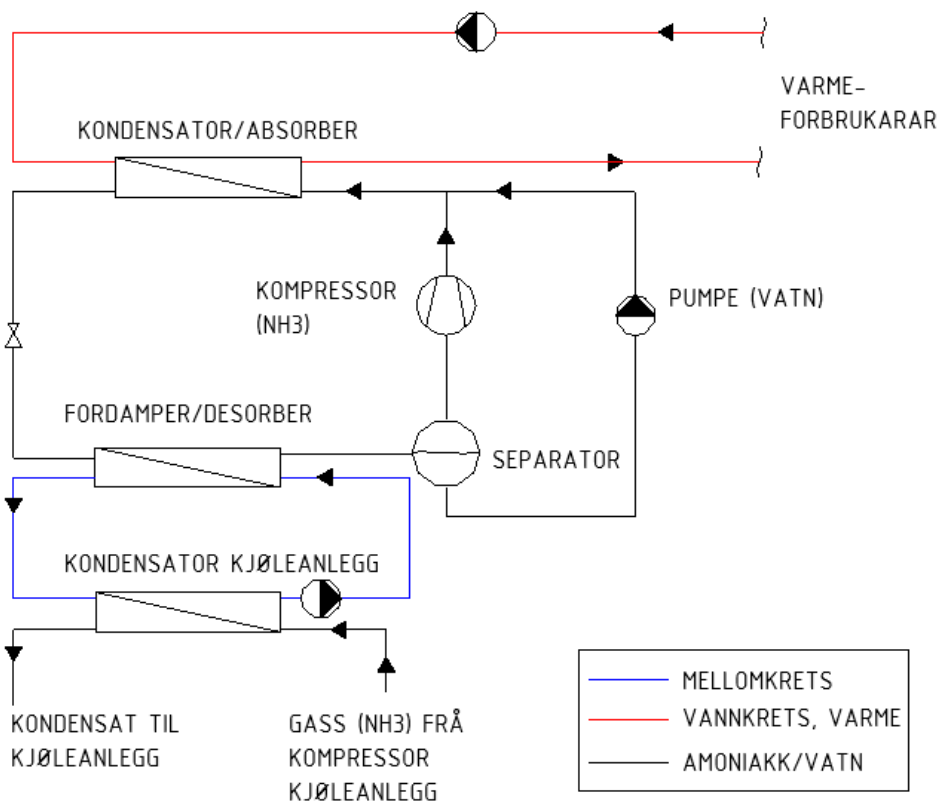 VARME-
FORBRUKARAR
KONDENSATOR/ABSORBER
KOMPRESSOR
(NH3)
PUMPE (VATN)
FORDAMPER/DESORBER
SEPARATOR
KONDENSATOR KJØLEANLEGG
KONDENSAT TIL
KJØLEANLEGG
GASS (NH3) FRÅ
KOMPRESSOR
KJØLEANLEGG
MELLOMKRETS
VANNKRETS, VARME
AMONIAKK/VATN